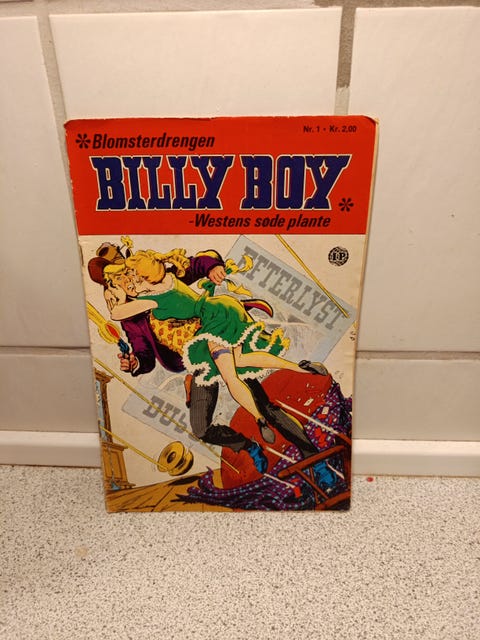 Nr. 1 • Kr. 2,00
*Blomsterdrengen
BILLY BOY*
-Westens søde plante
EFTERLYST